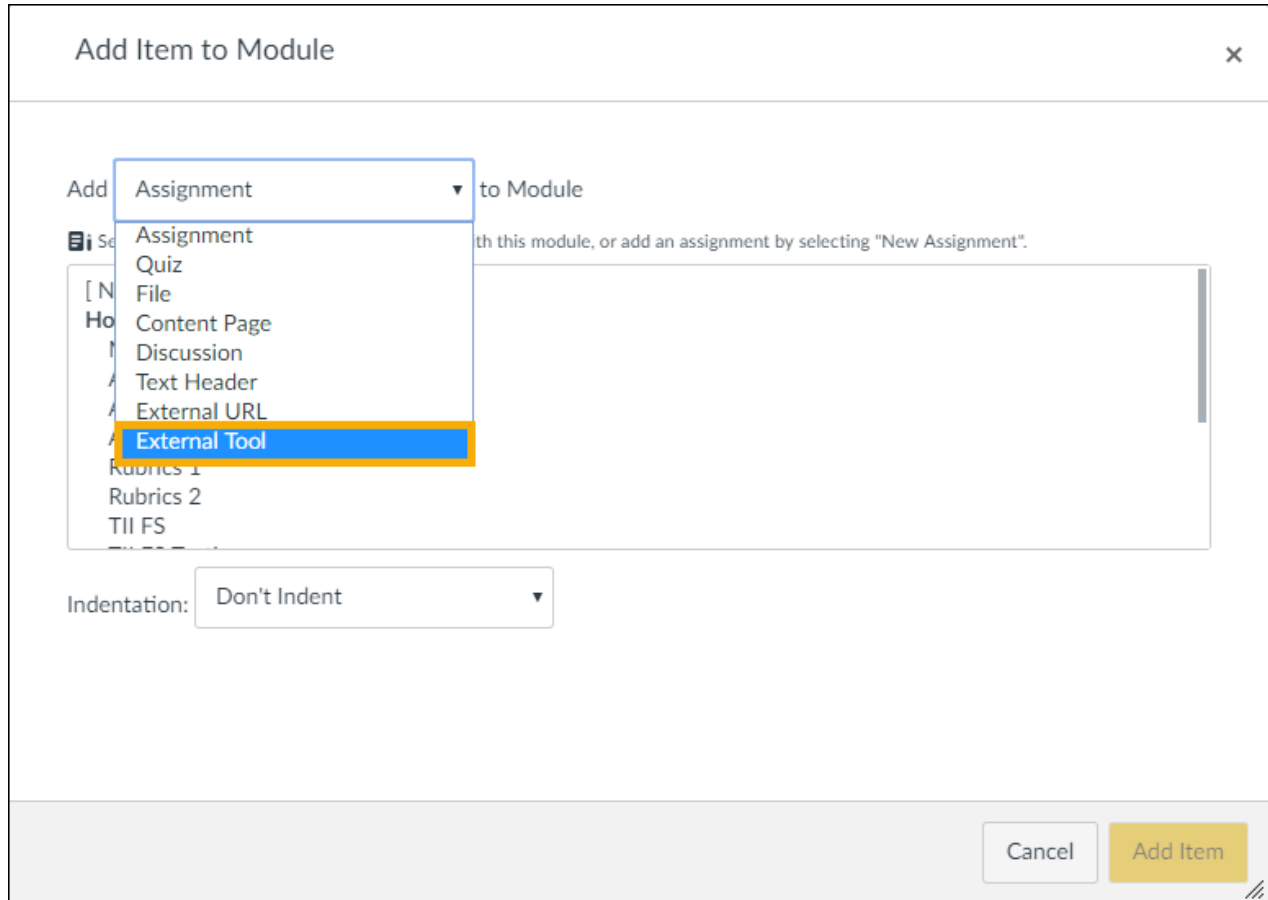 Add Item to Module
×
Add Assignment ▼ to Module
Assignment
th this module, or add an assignment by selecting "New Assignment".
Quiz
File
Content Page
Discussion
Text Header
External URL
External Tool
Rubrics 1
Rubrics 2
TII FS
Indentation: Don't Indent ▼
Cancel Add Item